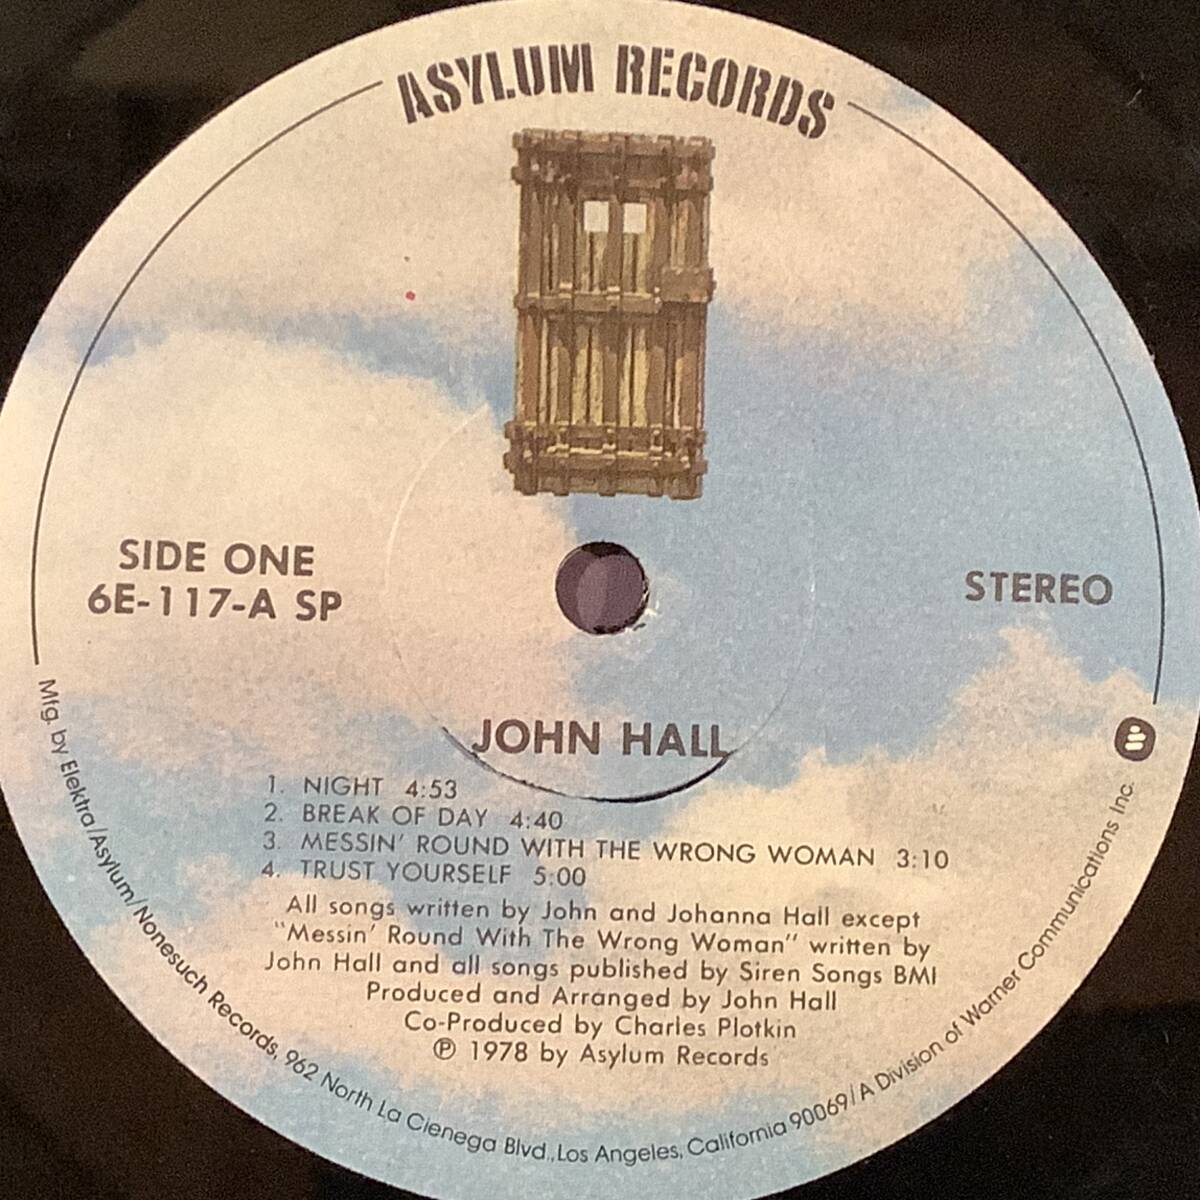 ASYLUM RECORDS
SIDE ONE
6E-117-A SP
STEREO
JOHN HALL
1. NIGHT 4:53
2. BREAK OF DAY 4:40
3. MESSIN' ROUND WITH THE WRONG WOMAN 3:10
4. TRUST YOURSELF 5:00
All songs written by John and Johanna Hall except
"Messin' Round With The Wrong Woman" written by
John Hall and all songs published by Siren Songs BMI
Produced and Arranged by John Hall
Co-Produced by Charles Plotkin
℗ 1978 by Asylum Records
Mfg. by Elektra/Asylum/Nonesuch Records, 962 North La Cienega Blvd., Los Angeles, California 90069/A Division of Warner Communications Inc.